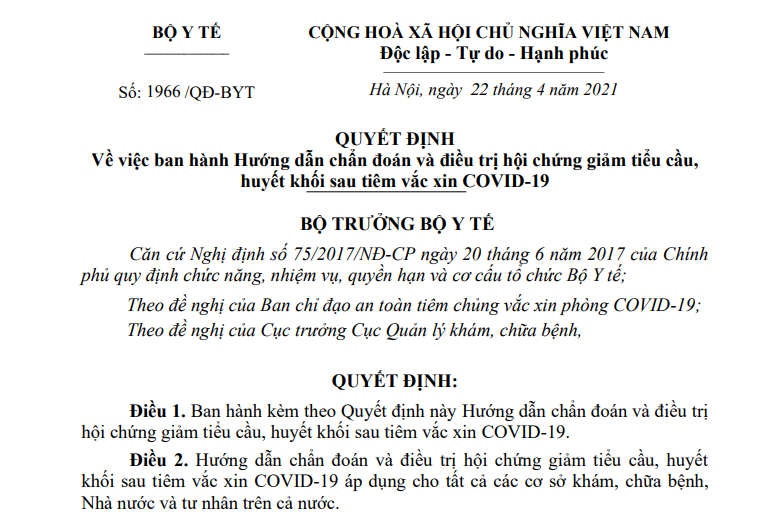 BỘ Y TẾ
CỘNG HOÀ XÃ HỘI CHỦ NGHĨA VIỆT NAM
Độc lập - Tự do - Hạnh phúc
Số: 1966 /QĐ-BYT
Hà Nội, ngày 22 tháng 4 năm 2021
QUYẾT ĐỊNH
Về việc ban hành Hướng dẫn chẩn đoán và điều trị hội chứng giảm tiểu cầu,
huyết khối sau tiêm vắc xin COVID-19
BỘ TRƯỞNG BỘ Y TẾ
Căn cứ Nghị định số 75/2017/NĐ-CP ngày 20 tháng 6 năm 2017 của Chính
phủ quy định chức năng, nhiệm vụ, quyền hạn và cơ cấu tổ chức Bộ Y tế;
Theo đề nghị của Ban chỉ đạo an toàn tiêm chủng vắc xin phòng COVID-19;
Theo đề nghị của Cục trưởng Cục Quản lý khám, chữa bệnh,
QUYẾT ĐỊNH:
Điều 1. Ban hành kèm theo Quyết định này Hướng dẫn chẩn đoán và điều trị
hội chứng giảm tiểu cầu, huyết khối sau tiêm vắc xin COVID-19.
Điều 2. Hướng dẫn chẩn đoán và điều trị hội chứng giảm tiểu cầu, huyết
khối sau tiêm vắc xin COVID-19 áp dụng cho tất cả các cơ sở khám, chữa bệnh,
Nhà nước và tư nhân trên cả nước.